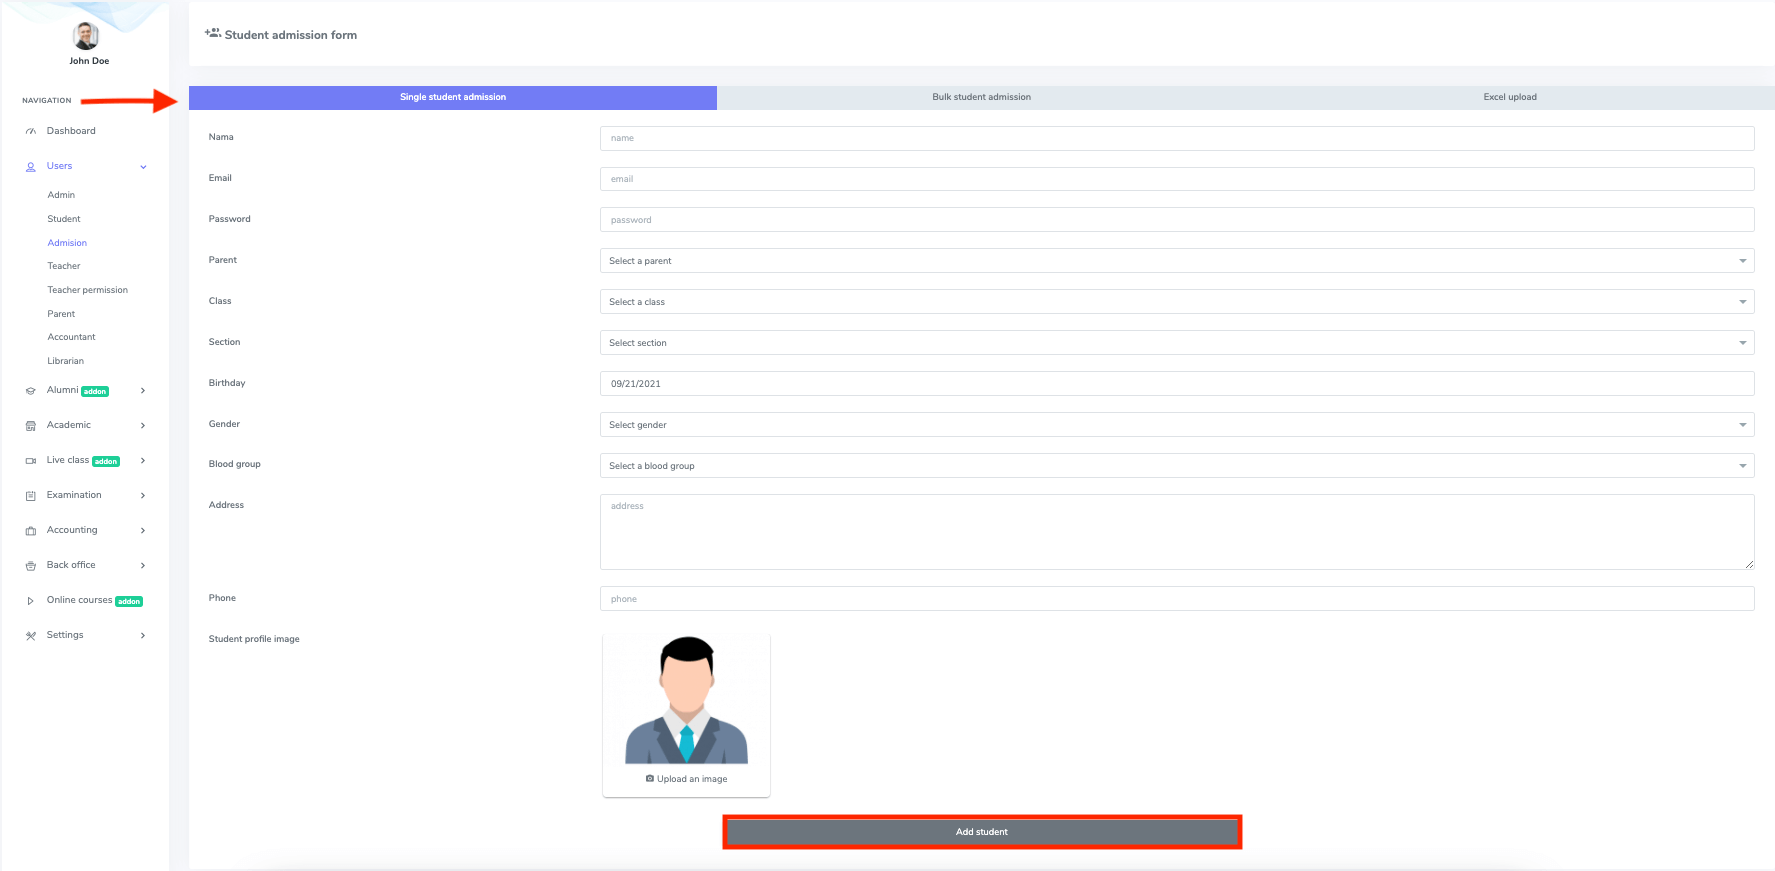 John Doe
NAVIGATION
Dashboard
Users
Admin
Student
Admision
Teacher
Teacher permission
Parent
Accountant
Librarian
Alumni addon
Academic
Live class addon
Examination
Accounting
Back office
Online courses addon
Settings
Student admission form
Single student admission Bulk student admission Excel upload
Nama name
Email email
Password password
Parent Select a parent
Class Select a class
Section Select section
Birthday 09/21/2021
Gender Select gender
Blood group Select a blood group
Address address
Phone phone
Student profile image
Upload an image
Add student